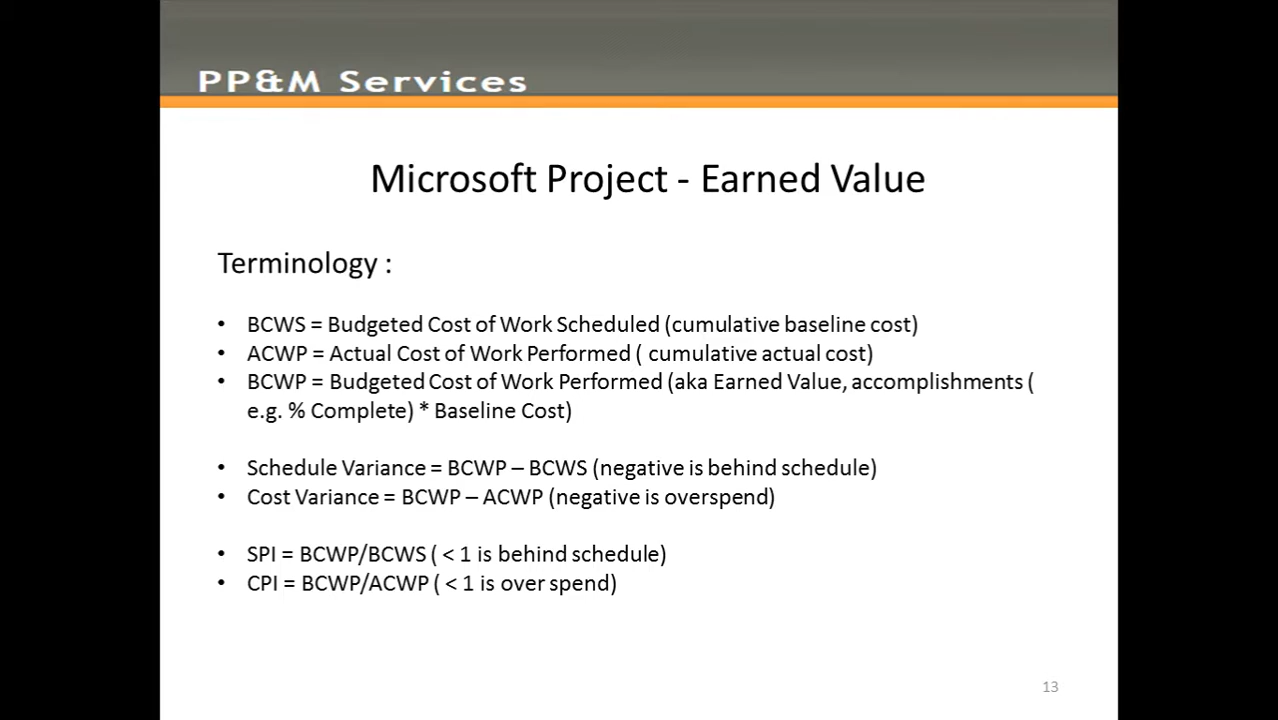 PP&M Services
Microsoft Project - Earned Value
Terminology :
• BCWS = Budgeted Cost of Work Scheduled (cumulative baseline cost)
• ACWP = Actual Cost of Work Performed ( cumulative actual cost)
• BCWP = Budgeted Cost of Work Performed (aka Earned Value, accomplishments (
e.g. % Complete) * Baseline Cost)
• Schedule Variance = BCWP – BCWS (negative is behind schedule)
• Cost Variance = BCWP – ACWP (negative is overspend)
• SPI = BCWP/BCWS ( < 1 is behind schedule)
• CPI = BCWP/ACWP ( < 1 is over spend)
13